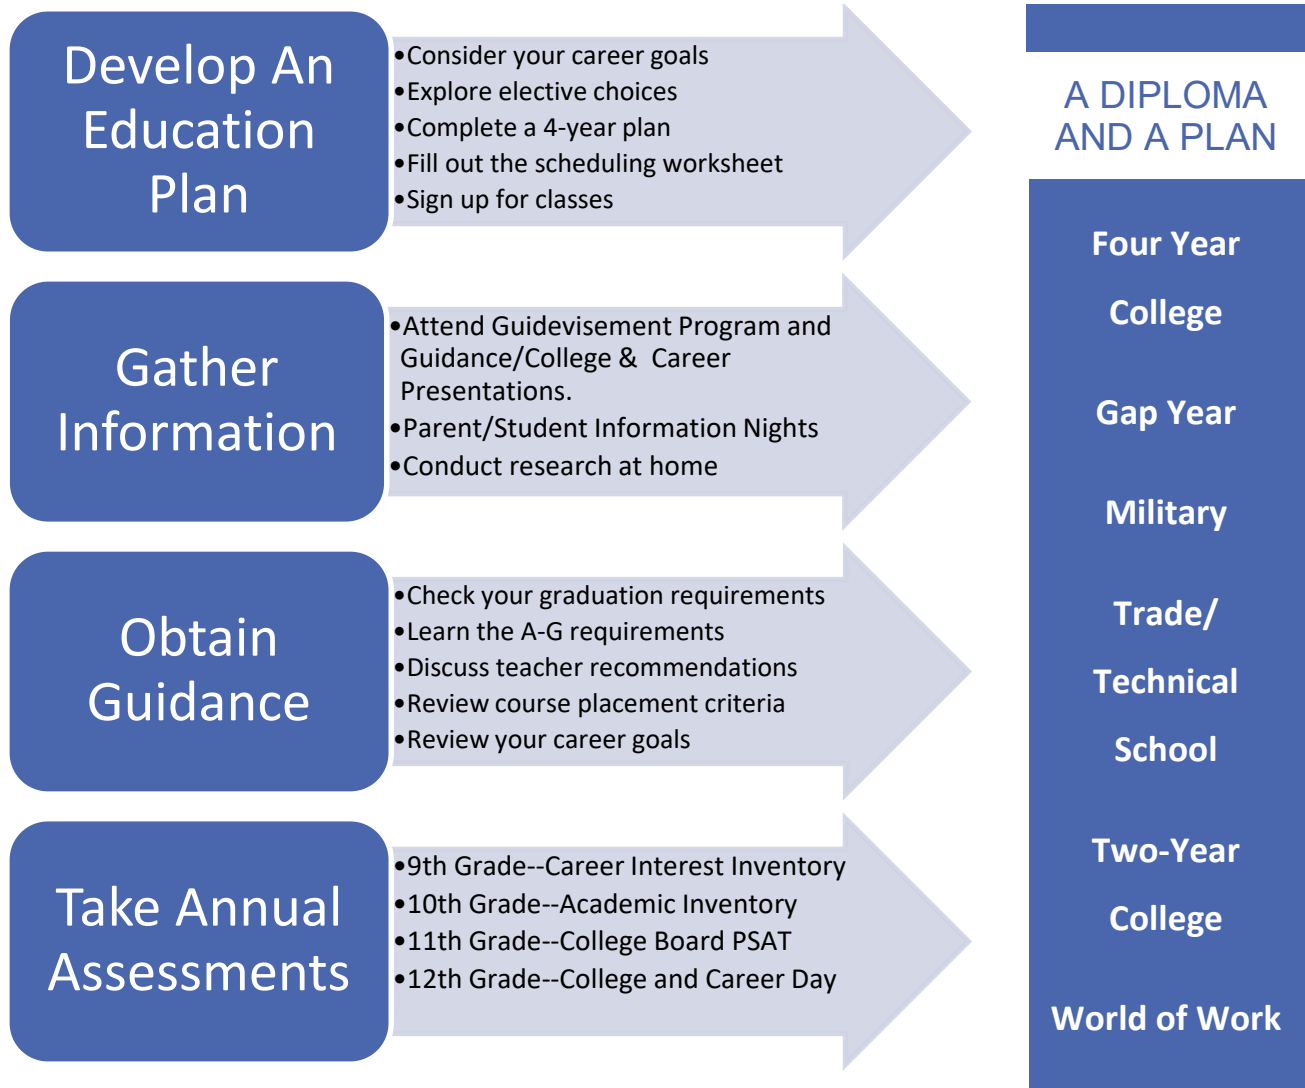 Develop An
Education
Plan
•Consider your career goals
•Explore elective choices
•Complete a 4-year plan
•Fill out the scheduling worksheet
•Sign up for classes
Gather
Information
•Attend Guidevisement Program and
Guidance/College & Career
Presentations.
•Parent/Student Information Nights
•Conduct research at home
Obtain
Guidance
•Check your graduation requirements
•Learn the A-G requirements
•Discuss teacher recommendations
•Review course placement criteria
•Review your career goals
Take Annual
Assessments
•9th Grade--Career Interest Inventory
•10th Grade--Academic Inventory
•11th Grade--College Board PSAT
•12th Grade--College and Career Day
A DIPLOMA
AND A PLAN
Four Year
College
Gap Year
Military
Trade/
Technical
School
Two-Year
College
World of Work